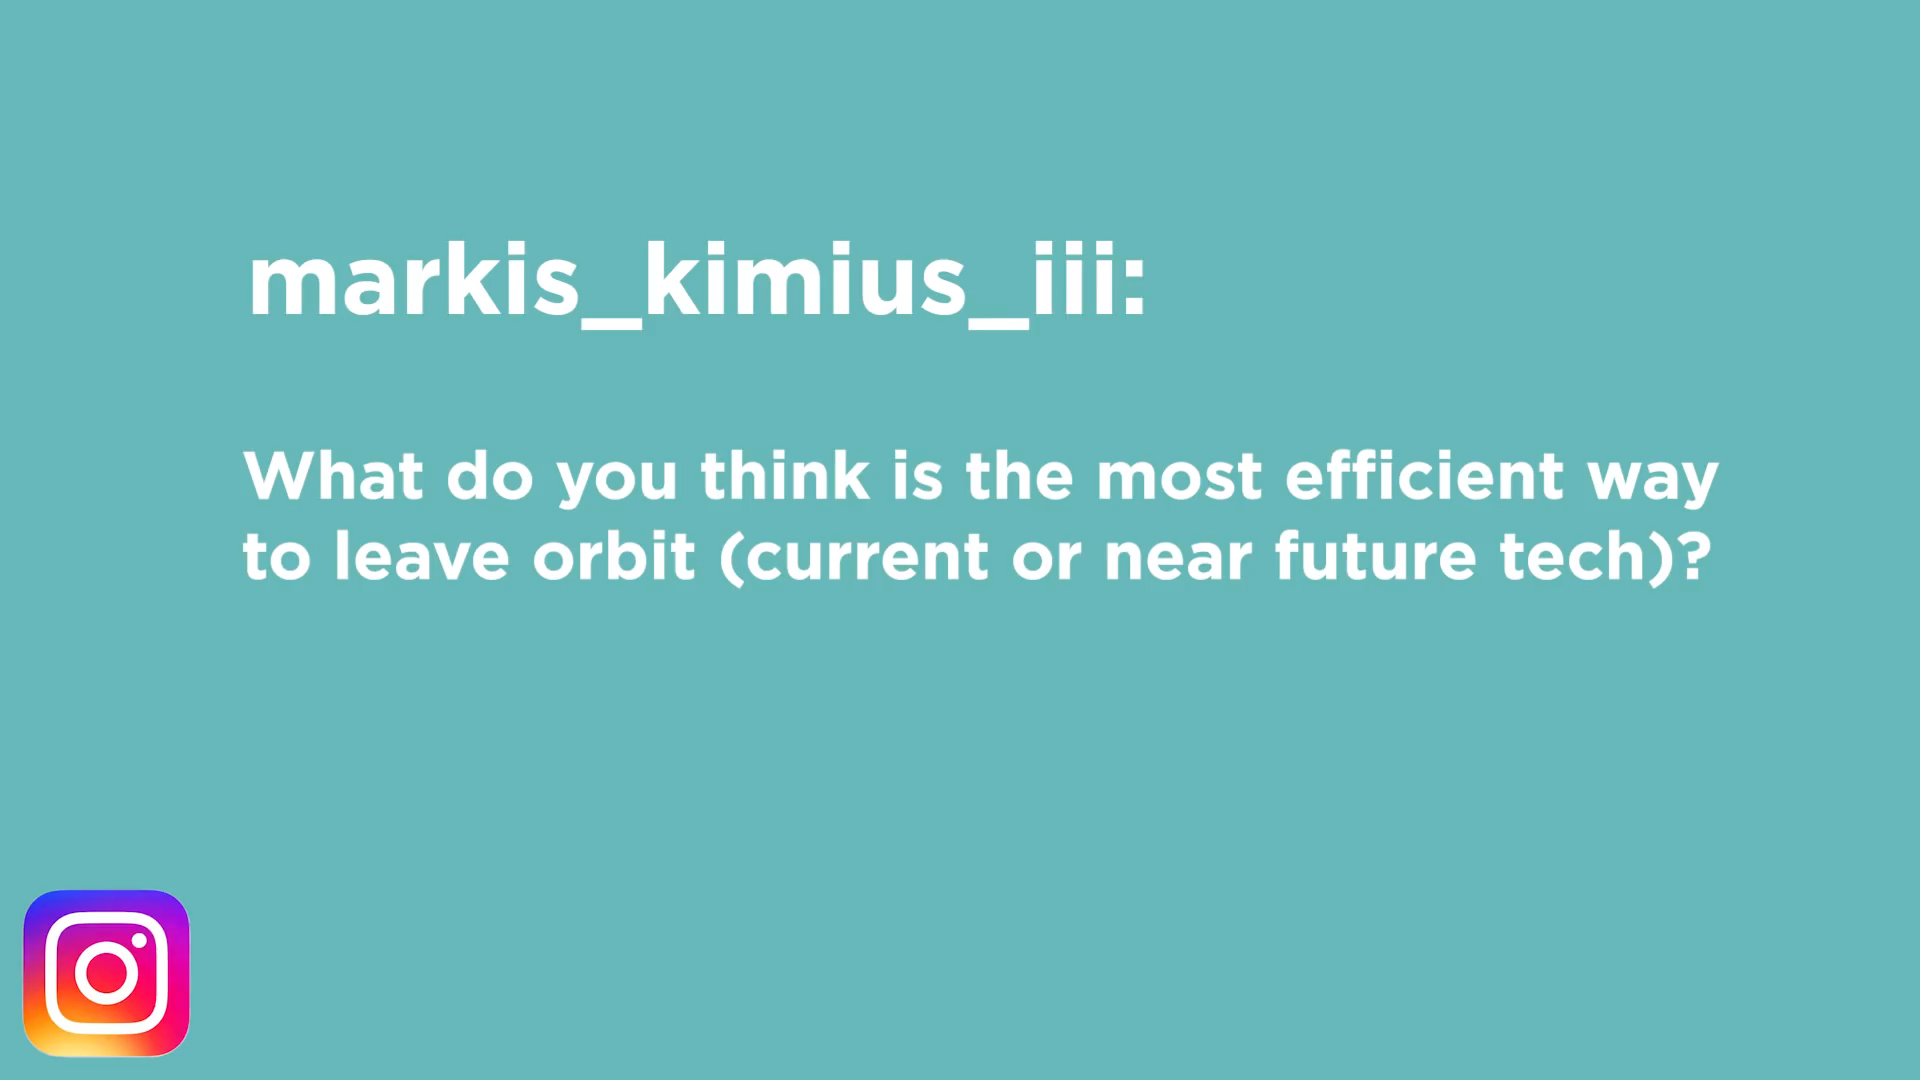 markis_kimius_iii:
What do you think is the most efficient way
to leave orbit (current or near future tech)?